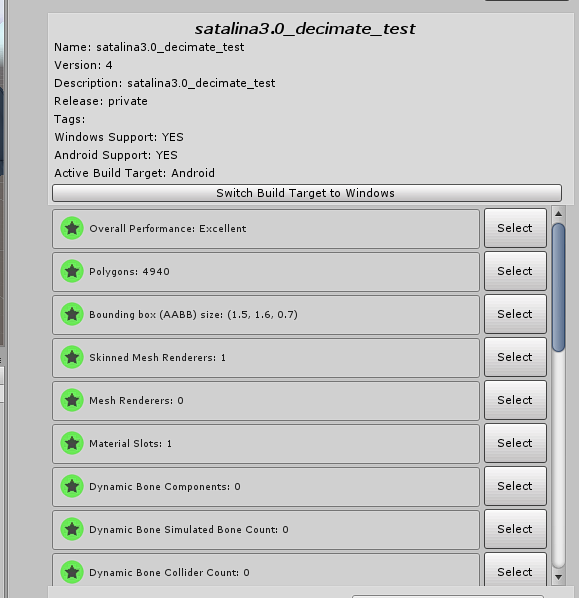 satalina3.0_decimate_test
Name: satalina3.0_decimate_test
Version: 4
Description: satalina3.0_decimate_test
Release: private
Tags:
Windows Support: YES
Android Support: YES
Active Build Target: Android
Switch Build Target to Windows
Overall Performance: Excellent Select
Polygons: 4940 Select
Bounding box (AABB) size: (1.5, 1.6, 0.7) Select
Skinned Mesh Renderers: 1 Select
Mesh Renderers: 0 Select
Material Slots: 1 Select
Dynamic Bone Components: 0 Select
Dynamic Bone Simulated Bone Count: 0 Select
Dynamic Bone Collider Count: 0 Select